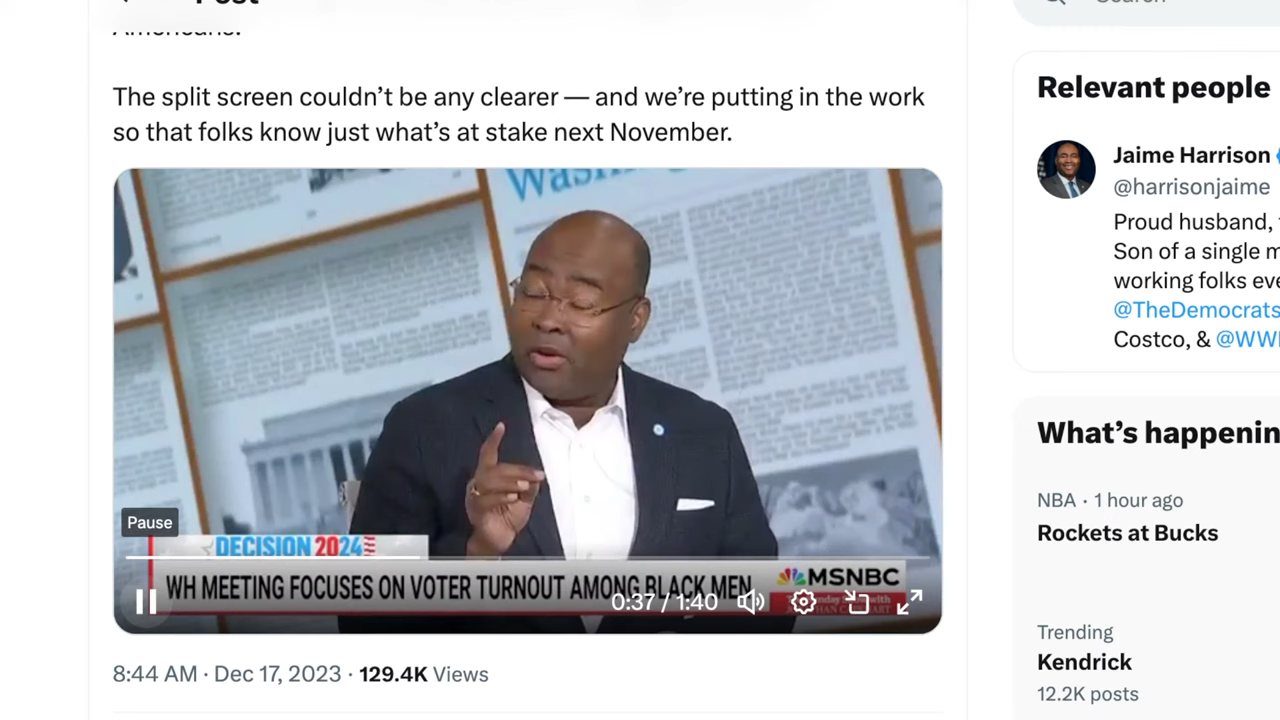 Post
Americans.
The split screen couldn’t be any clearer — and we’re putting in the work
so that folks know just what’s at stake next November.
Pause
DECISION 2024
WH MEETING FOCUSES ON VOTER TURNOUT AMONG BLACK MEN
MSNBC
0:37 / 1:40
8:44 AM · Dec 17, 2023 · 129.4K Views
Search
Relevant people
Jaime Harrison
@harrisonjaime
Proud husband,
Son of a single m
working folks eve
@TheDemocrats
Costco, & @WW
What’s happenin
NBA · 1 hour ago
Rockets at Bucks
Trending
Kendrick
12.2K posts